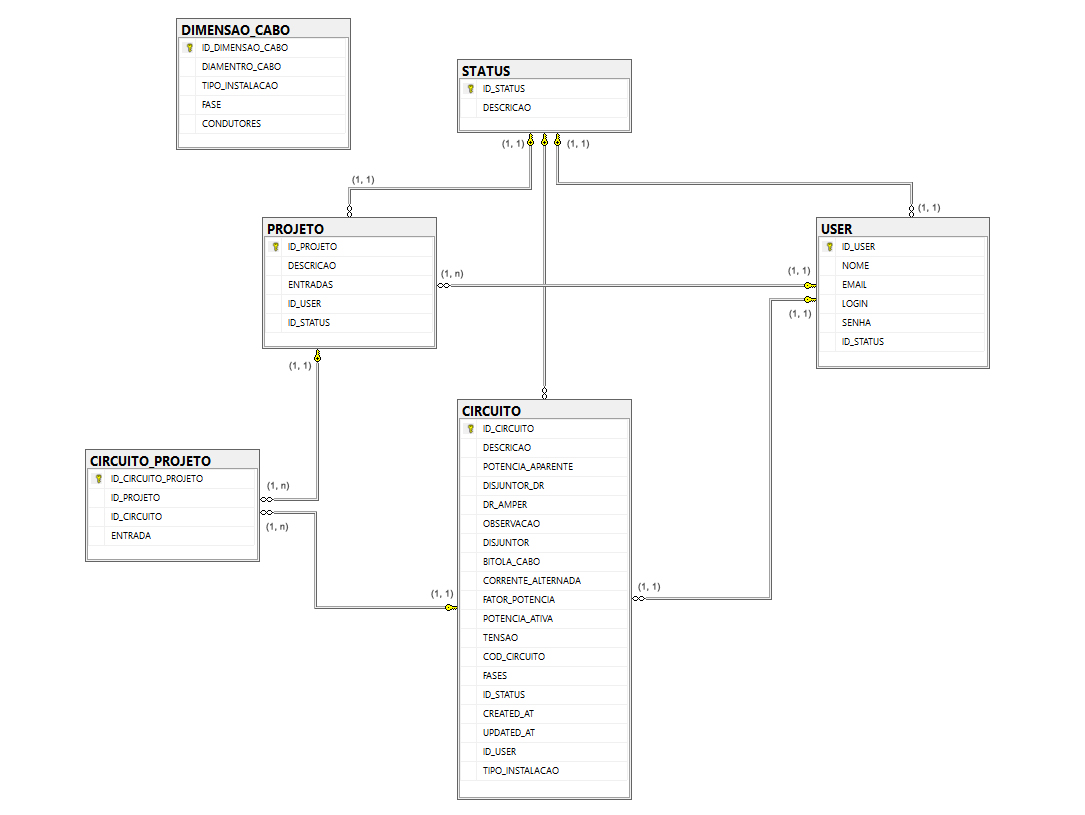 DIMENSAO_CABO
ID_DIMENSAO_CABO
DIAMENTRO_CABO
TIPO_INSTALACAO
FASE
CONDUTORES
STATUS
ID_STATUS
DESCRICAO
(1, 1)
(1, 1)
(1, 1)
(1, 1)
PROJETO
ID_PROJETO
DESCRICAO
ENTRADAS
ID_USER
ID_STATUS
(1, n)
(1, 1)
(1, 1)
USER
ID_USER
NOME
EMAIL
LOGIN
SENHA
ID_STATUS
(1, 1)
CIRCUITO_PROJETO
ID_CIRCUITO_PROJETO
ID_PROJETO
ID_CIRCUITO
ENTRADA
(1, n)
(1, n)
(1, 1)
CIRCUITO
ID_CIRCUITO
DESCRICAO
POTENCIA_APARENTE
DISJUNTOR_DR
DR_AMPER
OBSERVACAO
DISJUNTOR
BITOLA_CABO
CORRENTE_ALTERNADA
FATOR_POTENCIA
POTENCIA_ATIVA
TENSAO
COD_CIRCUITO
FASES
ID_STATUS
CREATED_AT
UPDATED_AT
ID_USER
TIPO_INSTALACAO
(1, 1)